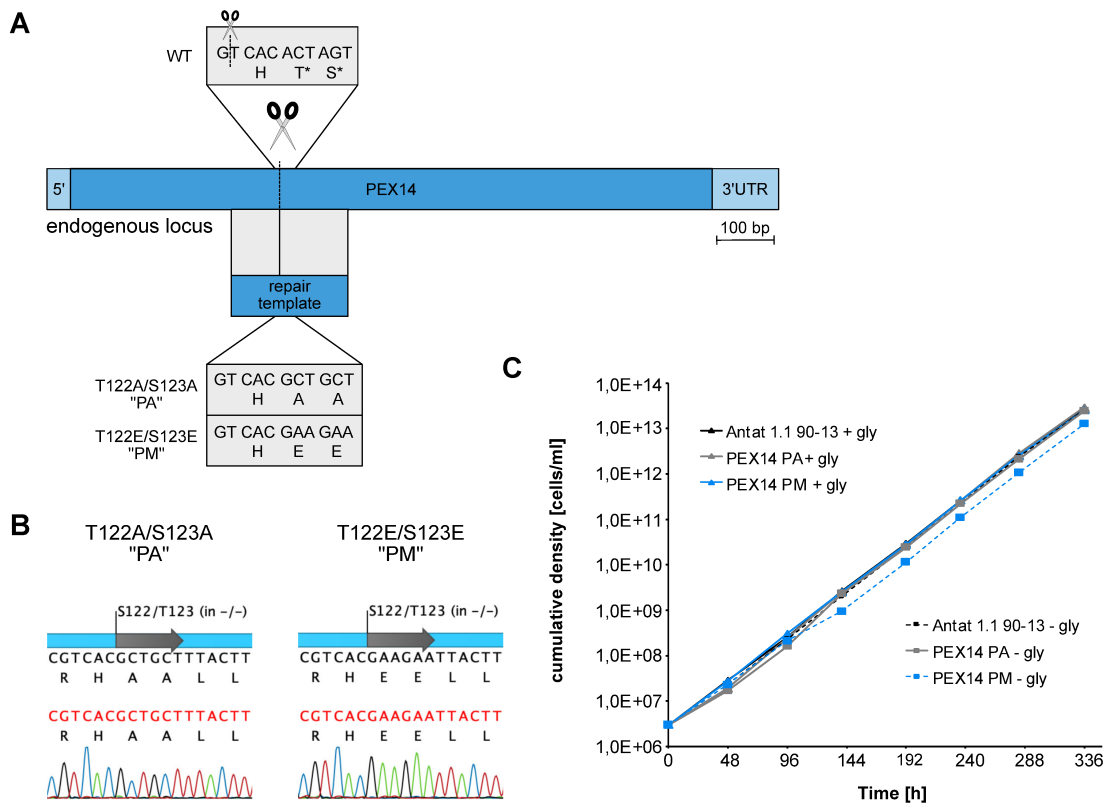 A
WT
GT CAC ACT AGT
H T* S*
5'
PEX14
3'UTR
endogenous locus
100 bp
repair
template
T122A/S123A
"PA"
GT CAC GCT GCT
H A A
T122E/S123E
"PM"
GT CAC GAA GAA
H E E
B
T122A/S123A
"PA"
S122/T123 (in -/-)
CGTCACGCTGCTTTACTT
R H A A L L
CGTCACGCTGCTTTACTT
R H A A L L
T122E/S123E
"PM"
S122/T123 (in -/-)
CGTCACGAAGAATTACTT
R H E E L L
CGTCACGAAGAATTACTT
R H E E L L
C
cumulative density [cells/ml]
1,0E+14
1,0E+13
1,0E+12
1,0E+11
1,0E+10
1,0E+09
1,0E+08
1,0E+07
1,0E+06
Antat 1.1 90-13 + gly
PEX14 PA+ gly
PEX14 PM + gly
Antat 1.1 90-13 - gly
PEX14 PA - gly
PEX14 PM - gly
0 48 96 144 192 240 288 336
Time [h]